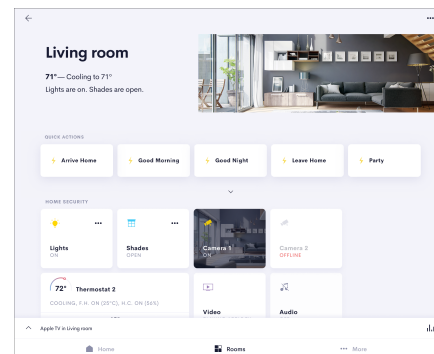 Living room
71°— Cooling to 71°
Lights are on. Shades are open.
QUICK ACTIONS
Arrive Home
Good Morning
Good Night
Leave Home
Party
HOME SECURITY
Lights
ON
Shades
OPEN
Camera 1
ON
Camera 2
OFFLINE
72° Thermostat 2
COOLING, F.H. ON (25°C), H.C. ON (56%)
Video
Audio
Apple TV in Living room
Home
Rooms
More